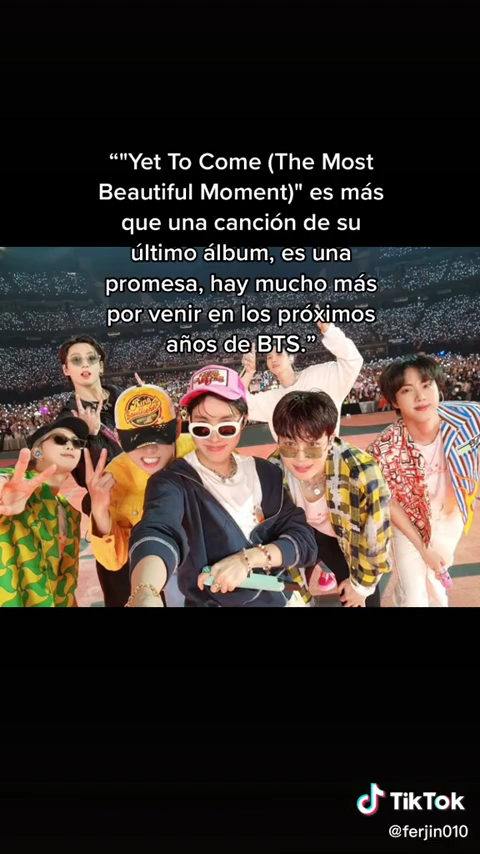 “"Yet To Come (The Most
Beautiful Moment)" es más
que una canción de su
último álbum, es una
promesa, hay mucho más
por venir en los próximos
años de BTS.”
TikTok
@ferjin010